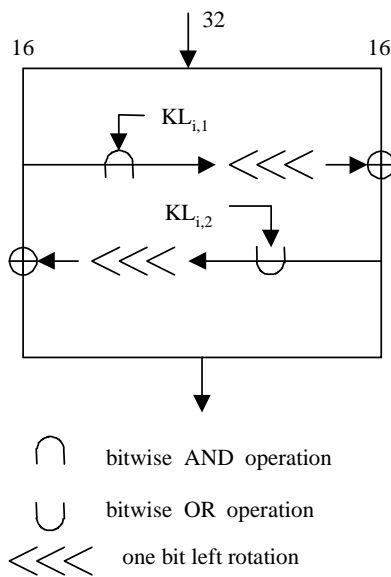 32
16 16
KL_{i,1}
KL_{i,2}
bitwise AND operation
bitwise OR operation
one bit left rotation